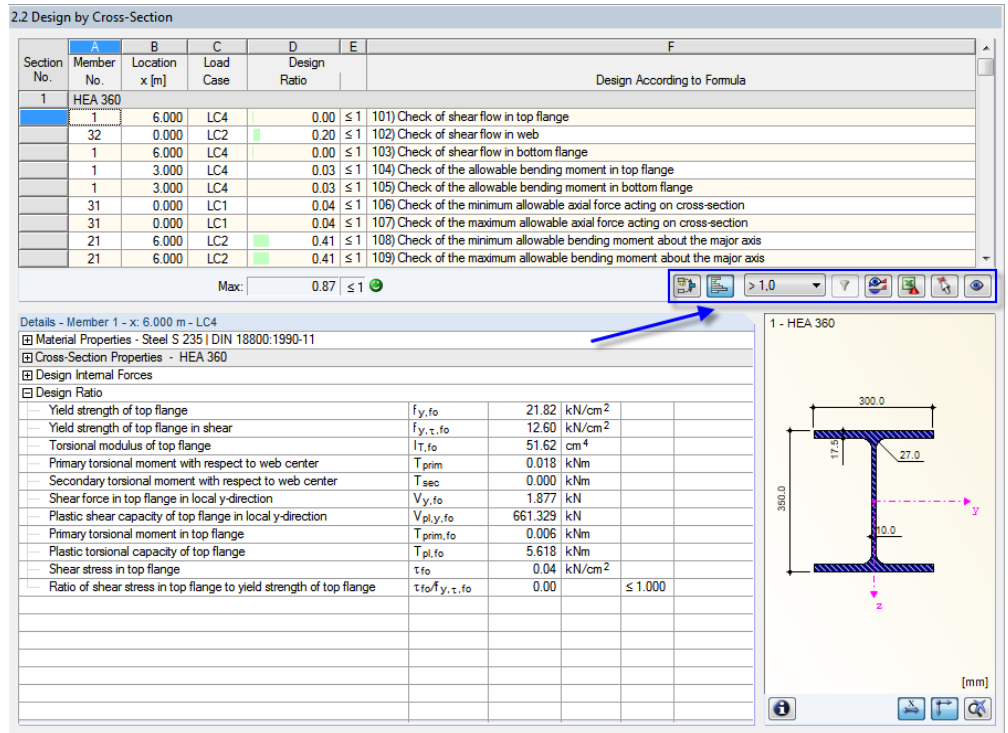 2.2 Design by Cross-Section
A B C D E F
Section Member Location Load Design
No. No. x [m] Case Ratio Design According to Formula
1 HEA 360
1 6.000 LC4 0.00 ≤ 1 101) Check of shear flow in top flange
32 0.000 LC2 0.20 ≤ 1 102) Check of shear flow in web
1 6.000 LC4 0.00 ≤ 1 103) Check of shear flow in bottom flange
1 3.000 LC4 0.03 ≤ 1 104) Check of the allowable bending moment in top flange
1 3.000 LC4 0.03 ≤ 1 105) Check of the allowable bending moment in bottom flange
31 0.000 LC1 0.04 ≤ 1 106) Check of the minimum allowable axial force acting on cross-section
31 0.000 LC1 0.04 ≤ 1 107) Check of the maximum allowable axial force acting on cross-section
21 6.000 LC2 0.41 ≤ 1 108) Check of the minimum allowable bending moment about the major axis
21 6.000 LC2 0.41 ≤ 1 109) Check of the maximum allowable bending moment about the major axis
Max: 0.87 ≤ 1
> 1,0
Details - Member 1 - x: 6.000 m - LC4
Material Properties - Steel S 235 | DIN 18800:1990-11
Cross-Section Properties - HEA 360
Design Internal Forces
Design Ratio
Yield strength of top flange fy,fo 21.82 kN/cm²
Yield strength of top flange in shear fy,τ,fo 12.60 kN/cm²
Torsional modulus of top flange IT,fo 51.62 cm⁴
Primary torsional moment with respect to web center Tprim 0.018 kNm
Secondary torsional moment with respect to web center Tsec 0.000 kNm
Shear force in top flange in local y-direction Vy,fo 1.877 kN
Plastic shear capacity of top flange in local y-direction Vpl,y,fo 661.329 kN
Primary torsional moment in top flange Tprim,fo 0.006 kNm
Plastic torsional capacity of top flange Tpl,fo 5.618 kNm
Shear stress in top flange τfo 0.04 kN/cm²
Ratio of shear stress in top flange to yield strength of top flange τfo/fy,τ,fo 0.00 ≤ 1.000
1 - HEA 360
300.0
17.5
27.0
350.0
y
10.0
z
[mm]